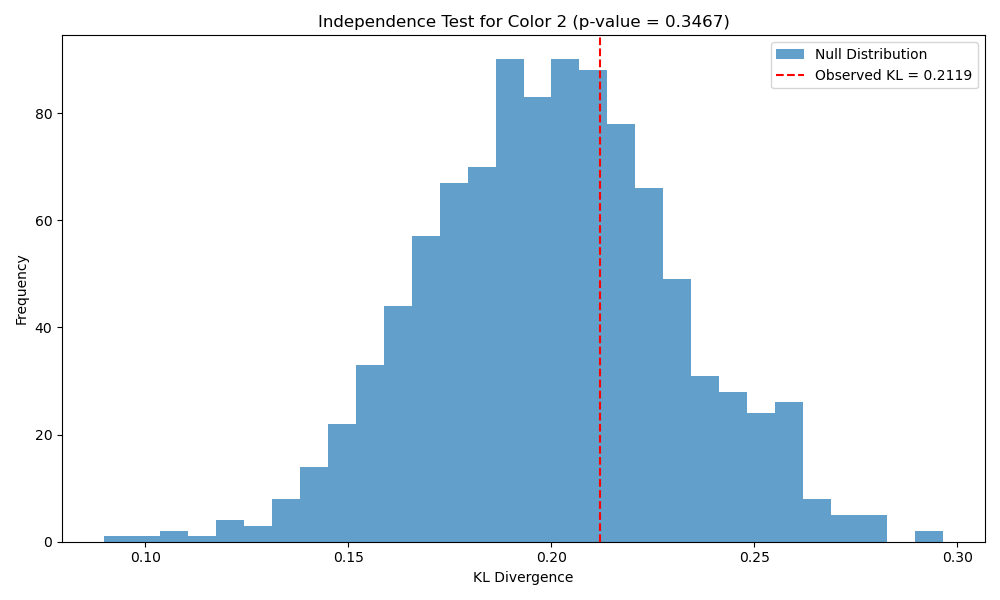 Independence Test for Color 2 (p-value = 0.3467)
Null Distribution
Observed KL = 0.2119
Frequency
80
60
40
20
0
0.10 0.15 0.20 0.25 0.30
KL Divergence